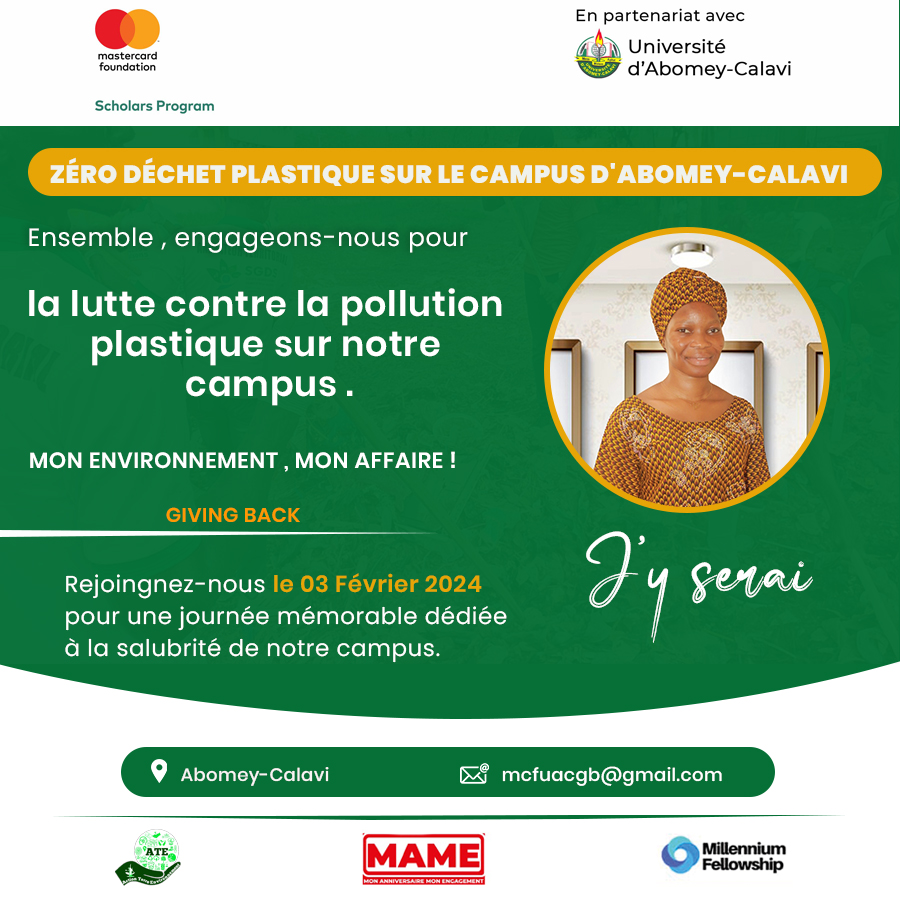 mastercard
foundation
Scholars Program
En partenariat avec
Université
d'Abomey-Calavi
ZÉRO DÉCHET PLASTIQUE SUR LE CAMPUS D'ABOMEY-CALAVI
Ensemble , engageons-nous pour
la lutte contre la pollution
plastique sur notre
campus .
MON ENVIRONNEMENT , MON AFFAIRE !
GIVING BACK
Rejoingnez-nous le 03 Février 2024
pour une journée mémorable dédiée
à la salubrité de notre campus.
J'y serai
Abomey-Calavi
mcfuacgb@gmail.com
ATE
MAME
MON ANNIVERSAIRE MON ENGAGEMENT
Millennium
Fellowship